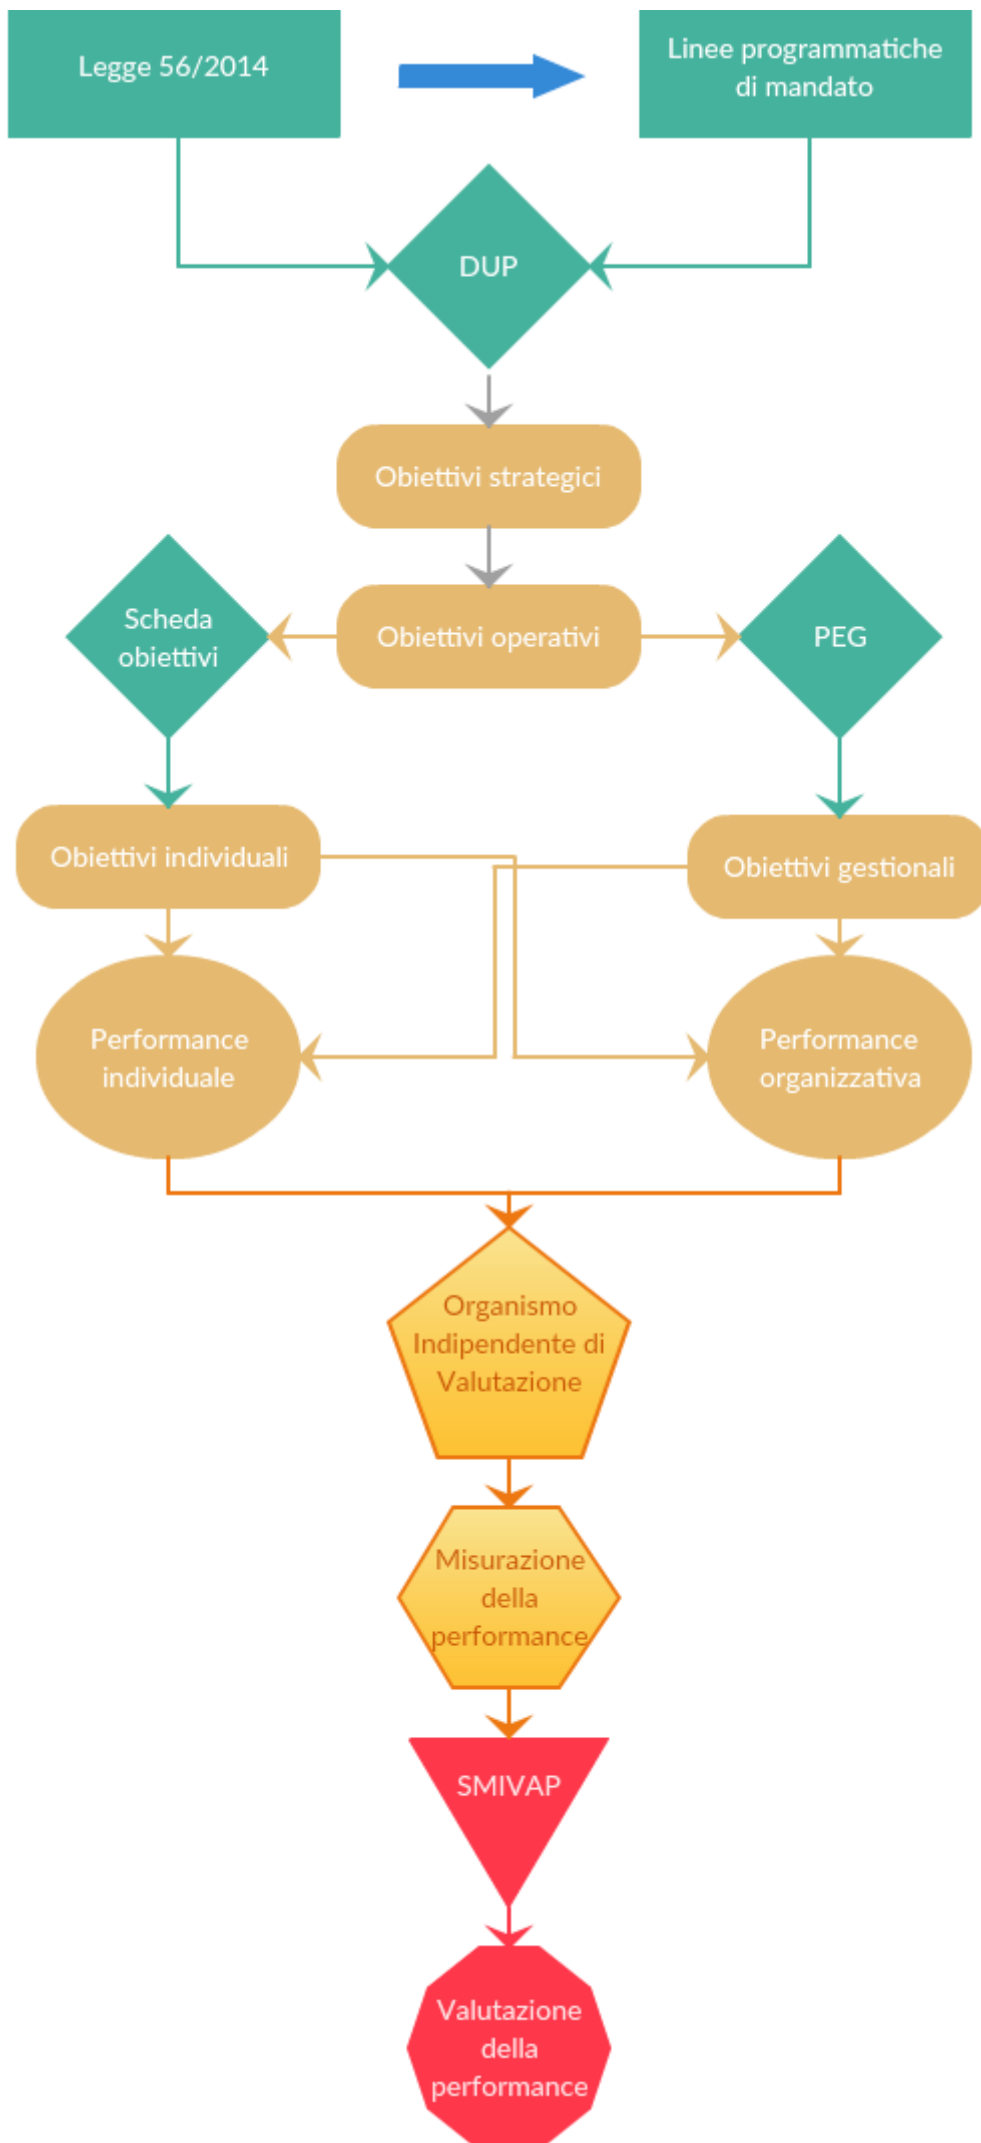 Legge 56/2014
Linee programmatiche
di mandato
DUP
Obiettivi strategici
Scheda
obiettivi
Obiettivi operativi
PEG
Obiettivi individuali
Obiettivi gestionali
Performance
individuale
Performance
organizzativa
Organismo
Indipendente di
Valutazione
Misurazione
della
performance
SMIVAP
Valutazione
della
performance